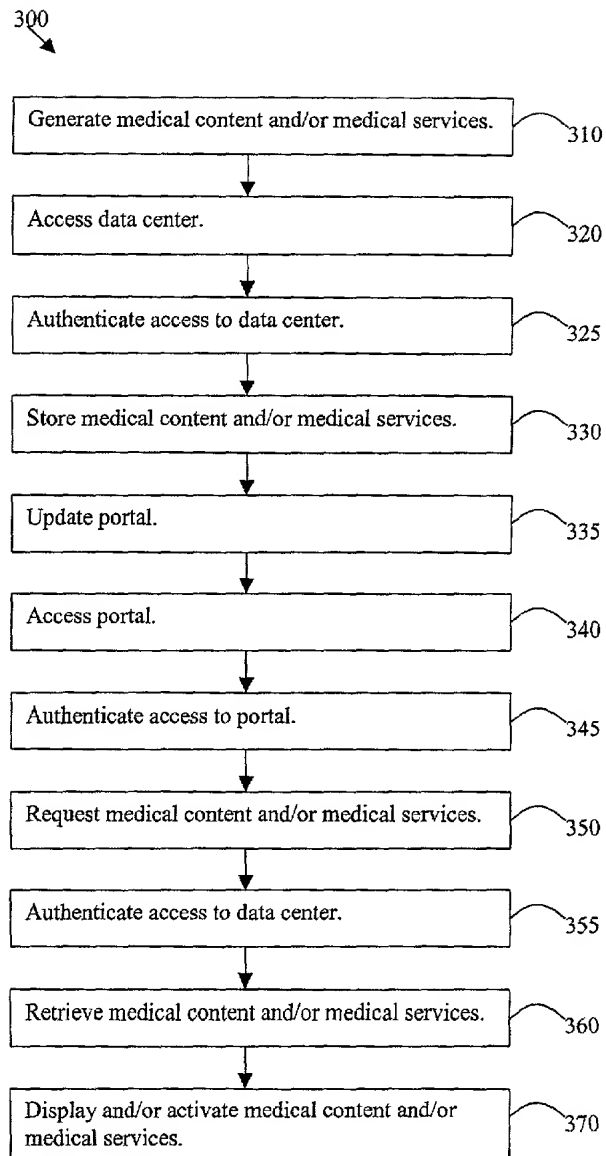 300
Generate medical content and/or medical services.
310
Access data center.
320
Authenticate access to data center.
325
Store medical content and/or medical services.
330
Update portal.
335
Access portal.
340
Authenticate access to portal.
345
Request medical content and/or medical services.
350
Authenticate access to data center.
355
Retrieve medical content and/or medical services.
360
Display and/or activate medical content and/or
medical services.
370